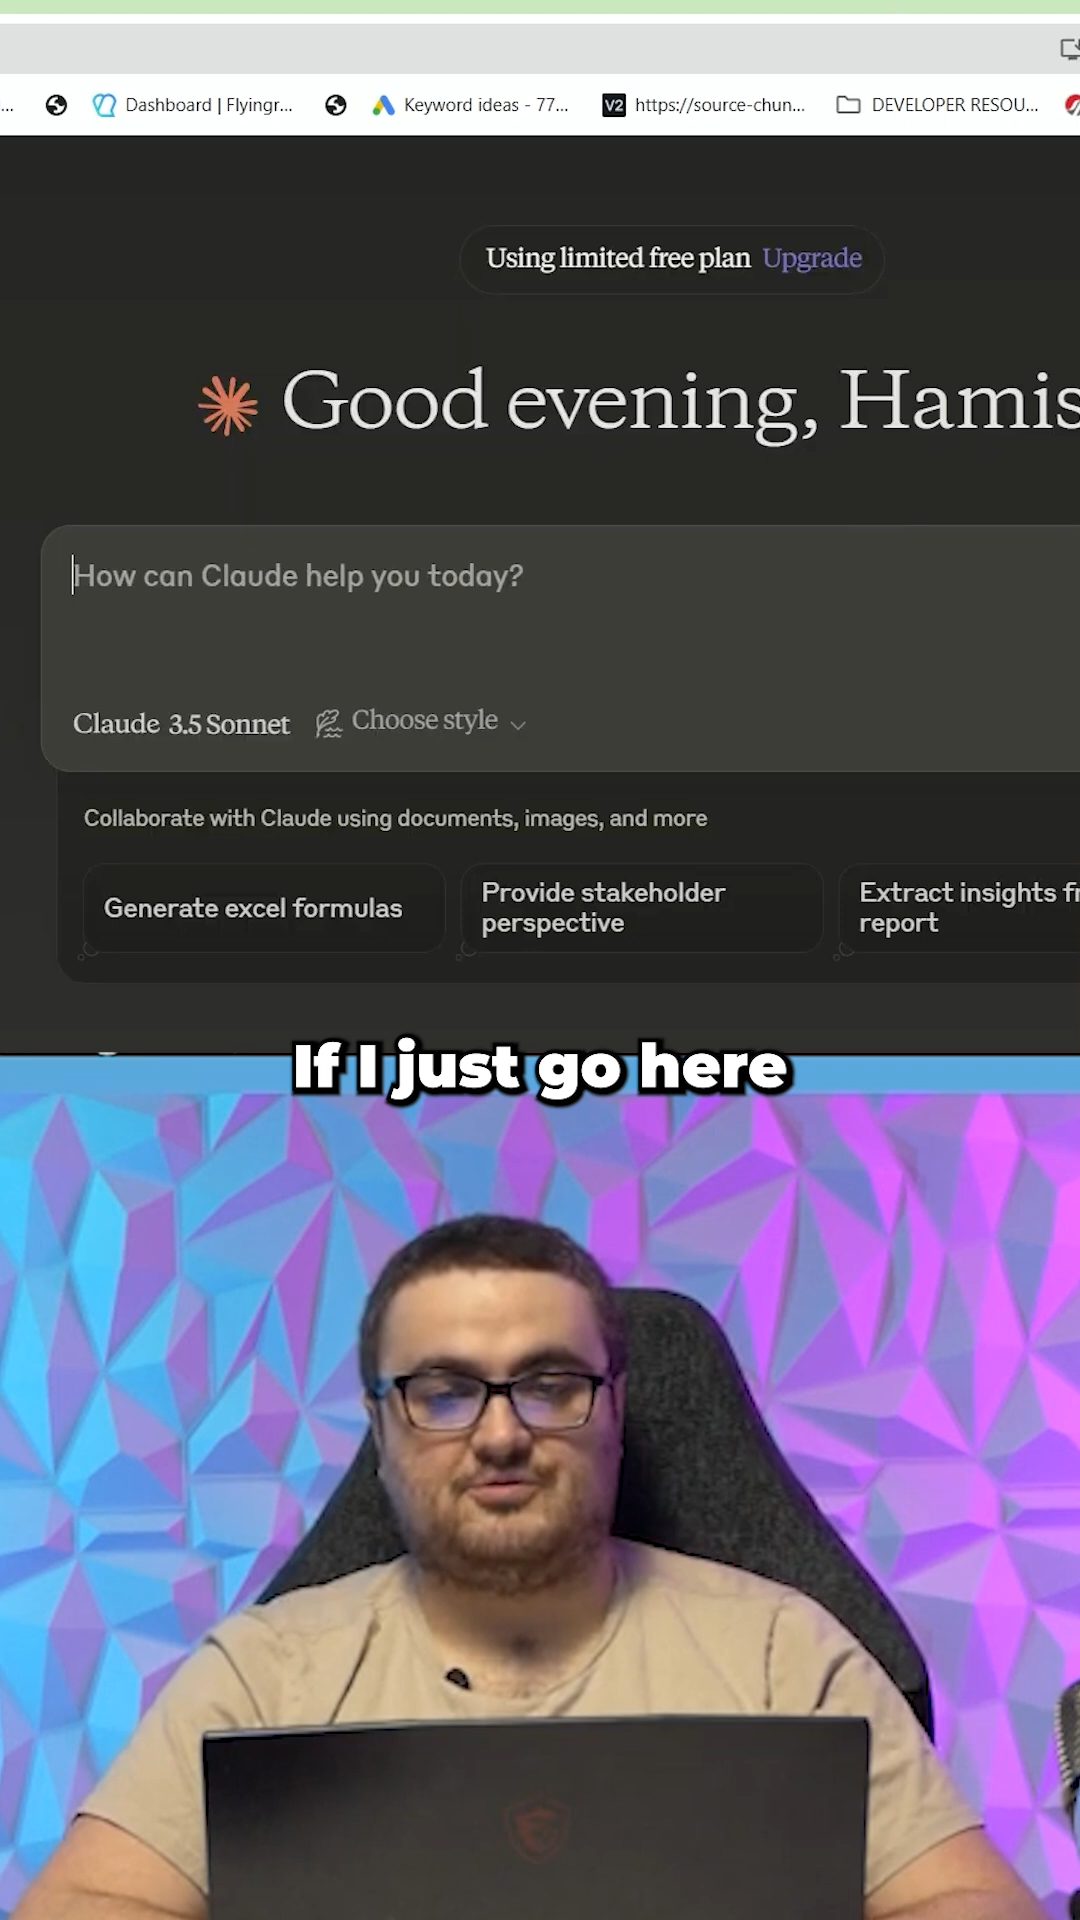 Dashboard | Flyingr...
Keyword ideas - 77...
V2
https://source-chun...
DEVELOPER RESOU...
Using limited free plan Upgrade
Good evening, Hamis
How can Claude help you today?
Claude 3.5 Sonnet
Choose style
Collaborate with Claude using documents, images, and more
Generate excel formulas
Provide stakeholder
perspective
Extract insights fr
report
If I just go here